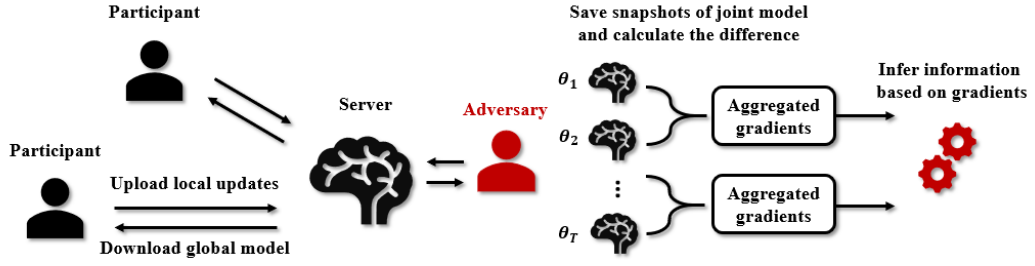 Participant
Participant
Upload local updates
Download global model
Server
Adversary
Save snapshots of joint model
and calculate the difference
θ1
θ2
⋮
θT
Aggregated
gradients
Aggregated
gradients
Infer information
based on gradients